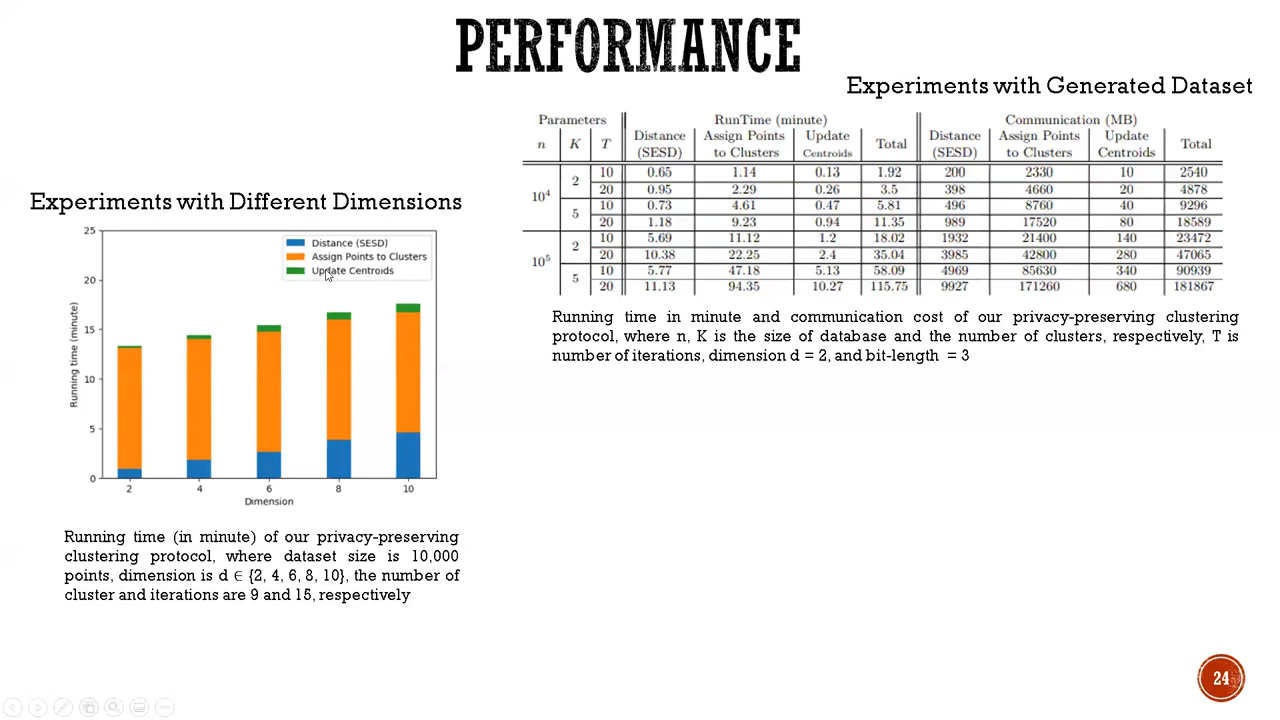 PERFORMANCE
Experiments with Generated Dataset
Parameters RunTime (minute) Communication (MB)
n K T Distance (SESD) Assign Points to Clusters Update Centroids Total Distance (SESD) Assign Points to Clusters Update Centroids Total
10⁴ 2 10 0.65 1.14 0.13 1.92 200 2330 10 2540
20 0.95 2.29 0.26 3.5 398 4660 20 4878
5 10 0.73 4.61 0.47 5.81 496 8760 40 9296
20 1.18 9.23 0.94 11.35 989 17520 80 18589
10⁵ 2 10 5.69 11.12 1.2 18.02 1932 21400 140 23472
20 10.38 22.25 2.4 35.04 3985 42800 280 47065
5 10 5.77 47.18 5.13 58.09 4969 85630 340 90939
20 11.13 94.35 10.27 115.75 9927 171260 680 181867
Running time in minute and communication cost of our privacy-preserving clustering
protocol, where n, K is the size of database and the number of clusters, respectively, T is
number of iterations, dimension d = 2, and bit-length = 3
Experiments with Different Dimensions
Distance (SESD)
Assign Points to Clusters
Update Centroids
Running time (minute)
25
20
15
10
5
0
2 4 6 8 10
Dimension
Running time (in minute) of our privacy-preserving
clustering protocol, where dataset size is 10,000
points, dimension is d ∈ {2, 4, 6, 8, 10}, the number of
cluster and iterations are 9 and 15, respectively
24